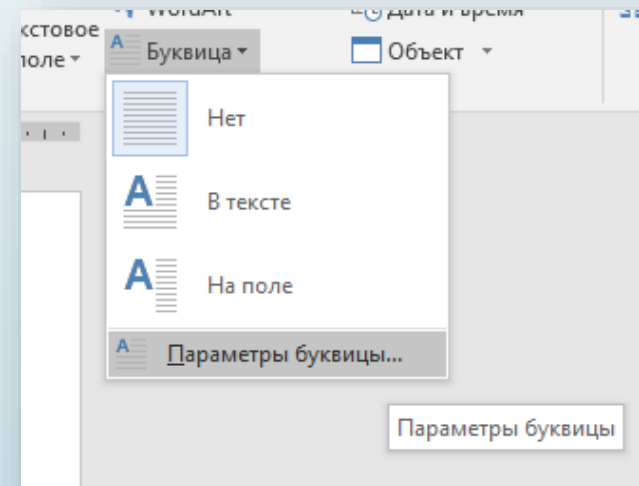 WordArt
Дата и время
кстовое
поле
Буквица
Объект
Нет
А
В тексте
А
На поле
А
Параметры буквицы...
Параметры буквицы